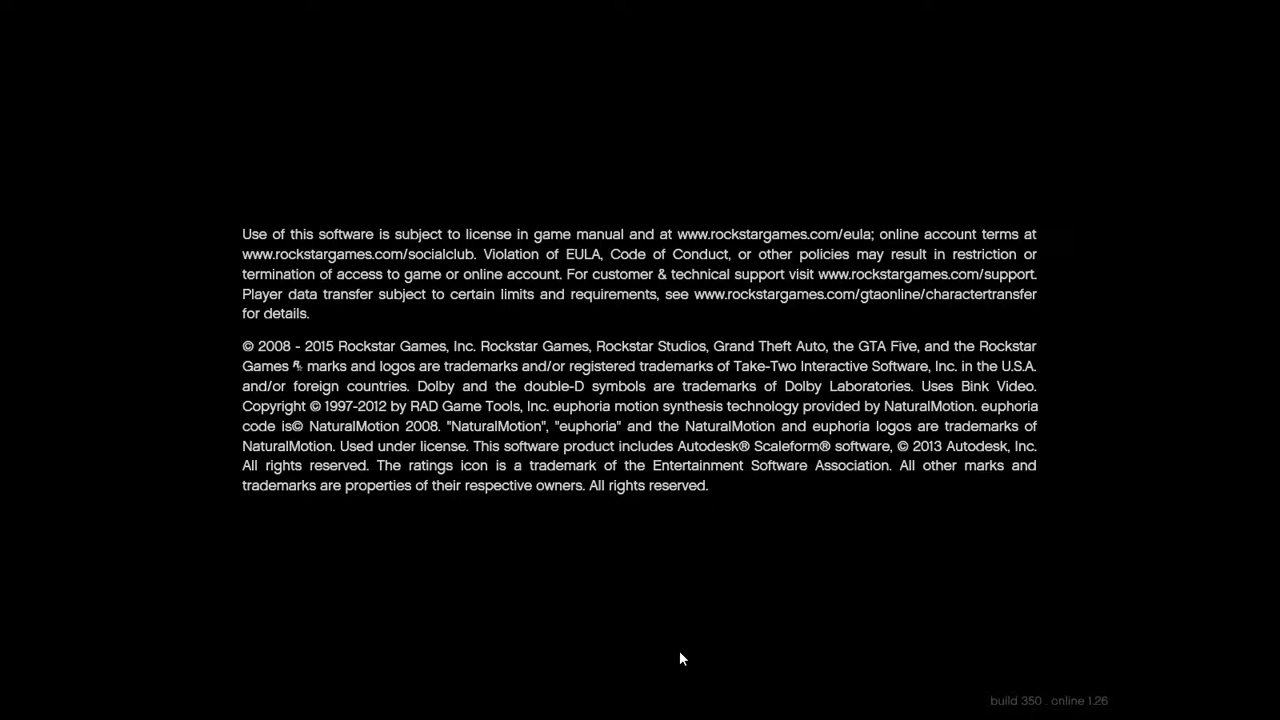 Use of this software is subject to license in game manual and at www.rockstargames.com/eula; online account terms at
www.rockstargames.com/socialclub. Violation of EULA, Code of Conduct, or other policies may result in restriction or
termination of access to game or online account. For customer & technical support visit www.rockstargames.com/support.
Player data transfer subject to certain limits and requirements, see www.rockstargames.com/gtaonline/charactertransfer
for details.
© 2008 - 2015 Rockstar Games, Inc. Rockstar Games, Rockstar Studios, Grand Theft Auto, the GTA Five, and the Rockstar
Games R* marks and logos are trademarks and/or registered trademarks of Take-Two Interactive Software, Inc. in the U.S.A.
and/or foreign countries. Dolby and the double-D symbols are trademarks of Dolby Laboratories. Uses Bink Video.
Copyright © 1997-2012 by RAD Game Tools, Inc. euphoria motion synthesis technology provided by NaturalMotion. euphoria
code is© NaturalMotion 2008. "NaturalMotion", "euphoria" and the NaturalMotion and euphoria logos are trademarks of
NaturalMotion. Used under license. This software product includes Autodesk® Scaleform® software, © 2013 Autodesk, Inc.
All rights reserved. The ratings icon is a trademark of the Entertainment Software Association. All other marks and
trademarks are properties of their respective owners. All rights reserved.
build 350 . online 1.26